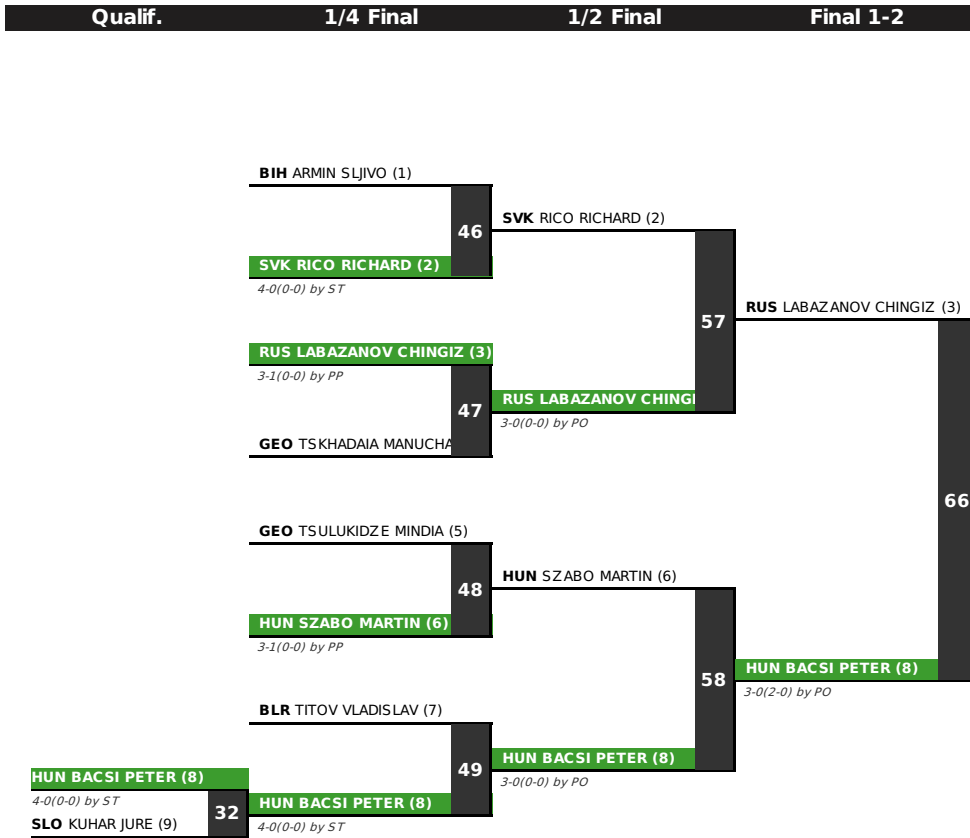 Qualif. 1/4 Final 1/2 Final Final 1-2
BIH ARMIN SLJIVO (1)
46
SVK RICO RICHARD (2)
4-0(0-0) by ST
SVK RICO RICHARD (2)
57
RUS LABAZANOV CHINGIZ (3)
3-1(0-0) by PP
47
GEO TSKHADAIA MANUCHA
RUS LABAZANOV CHINGI
3-0(0-0) by PO
RUS LABAZANOV CHINGIZ (3)
66
GEO TSULUKIDZE MINDIA (5)
48
HUN SZABO MARTIN (6)
3-1(0-0) by PP
HUN SZABO MARTIN (6)
58
HUN BACSI PETER (8)
3-0(2-0) by PO
BLR TITOV VLADISLAV (7)
49
HUN BACSI PETER (8)
3-0(0-0) by PO
HUN BACSI PETER (8)
4-0(0-0) by ST
32
SLO KUHAR JURE (9)
HUN BACSI PETER (8)
4-0(0-0) by ST